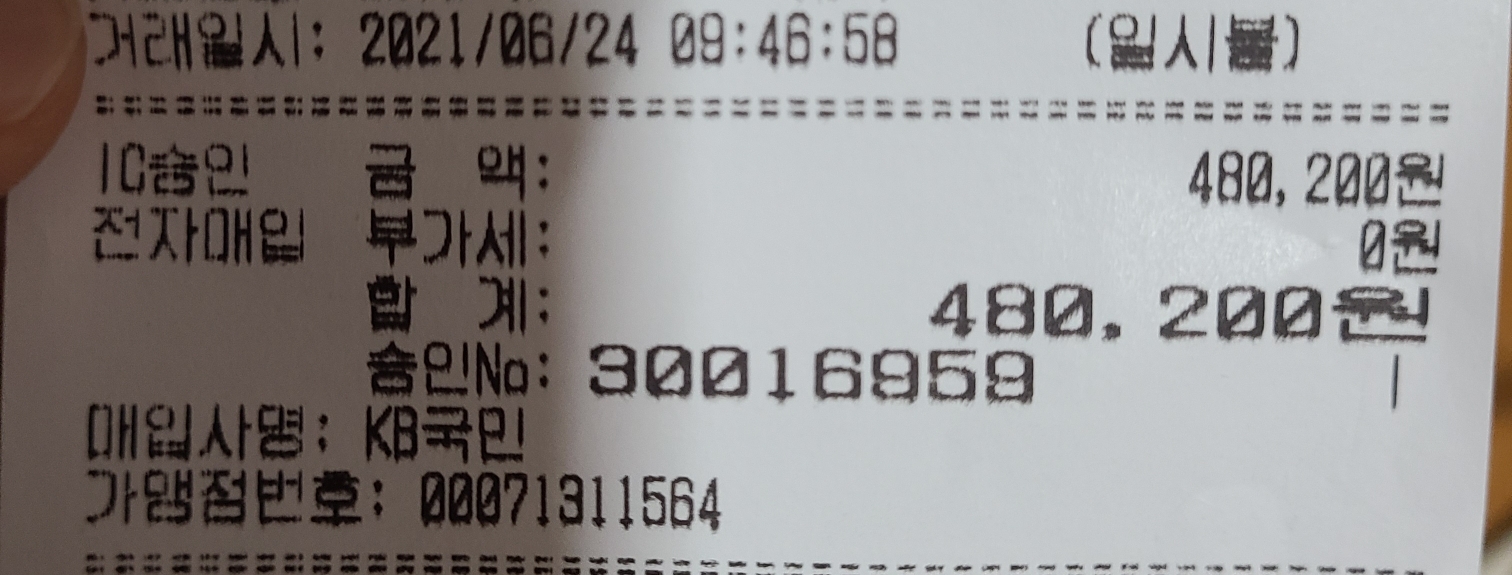 거래일시: 2021/06/24 09:46:58 (일시불)
IC승인 금 액: 480,200원
전자매입 부가세: 0원
합 계: 480,200원
승인No: 30016959
매입사명: KB국민
가맹점번호: 00071311564